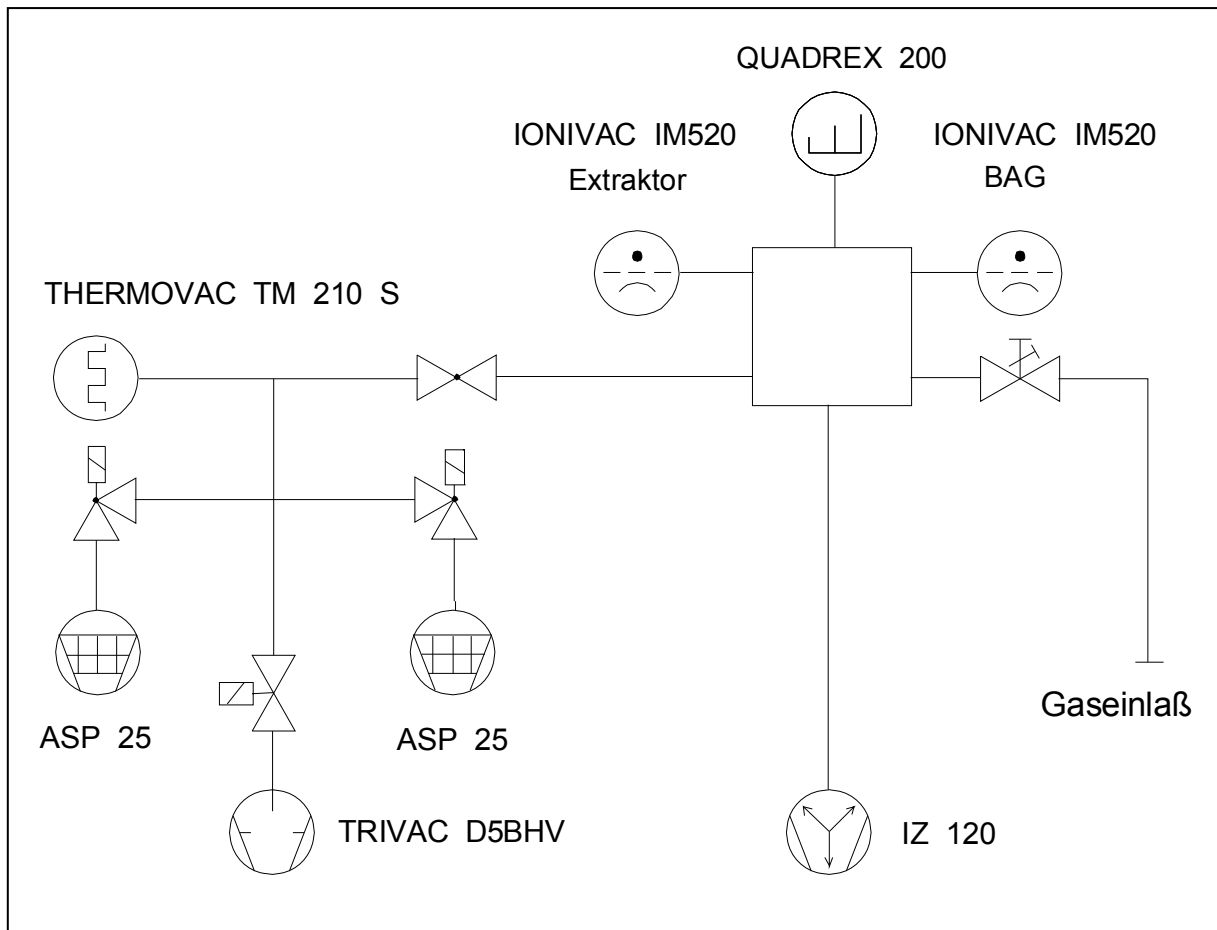 QUADREX 200
IONIVAC IM520
Extraktor
IONIVAC IM520
BAG
THERMOVAC TM 210 S
ASP 25
ASP 25
Gaseinlaß
TRIVAC D5BHV
IZ 120